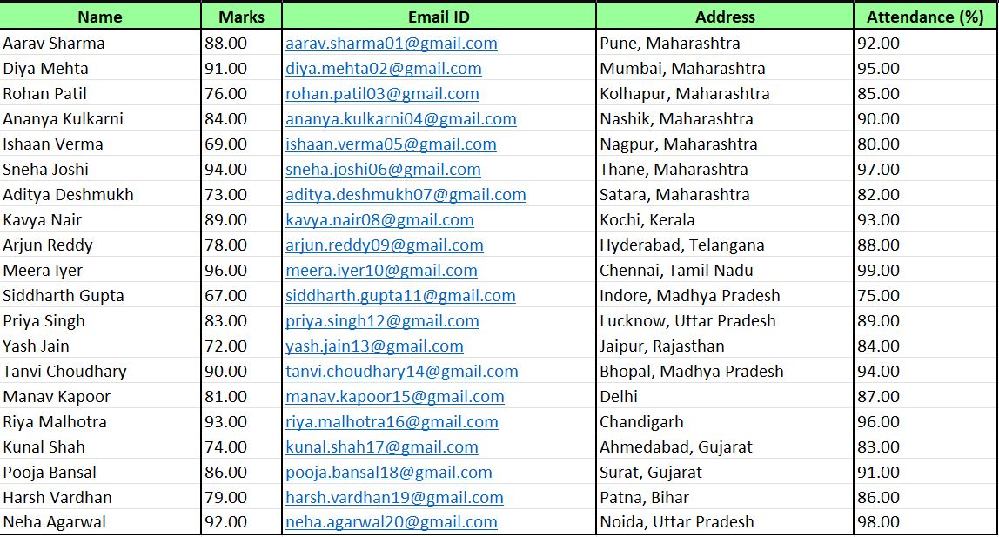 Name Marks Email ID Address Attendance (%)
Aarav Sharma 88.00 aarav.sharma01@gmail.com Pune, Maharashtra 92.00
Diya Mehta 91.00 diya.mehta02@gmail.com Mumbai, Maharashtra 95.00
Rohan Patil 76.00 rohan.patil03@gmail.com Kolhapur, Maharashtra 85.00
Ananya Kulkarni 84.00 ananya.kulkarni04@gmail.com Nashik, Maharashtra 90.00
Ishaan Verma 69.00 ishaan.verma05@gmail.com Nagpur, Maharashtra 80.00
Sneha Joshi 94.00 sneha.joshi06@gmail.com Thane, Maharashtra 97.00
Aditya Deshmukh 73.00 aditya.deshmukh07@gmail.com Satara, Maharashtra 82.00
Kavya Nair 89.00 kavya.nair08@gmail.com Kochi, Kerala 93.00
Arjun Reddy 78.00 arjun.reddy09@gmail.com Hyderabad, Telangana 88.00
Meera Iyer 96.00 meera.iyer10@gmail.com Chennai, Tamil Nadu 99.00
Siddharth Gupta 67.00 siddharth.gupta11@gmail.com Indore, Madhya Pradesh 75.00
Priya Singh 83.00 priya.singh12@gmail.com Lucknow, Uttar Pradesh 89.00
Yash Jain 72.00 yash.jain13@gmail.com Jaipur, Rajasthan 84.00
Tanvi Choudhary 90.00 tanvi.choudhary14@gmail.com Bhopal, Madhya Pradesh 94.00
Manav Kapoor 81.00 manav.kapoor15@gmail.com Delhi 87.00
Riya Malhotra 93.00 riya.malhotra16@gmail.com Chandigarh 96.00
Kunal Shah 74.00 kunal.shah17@gmail.com Ahmedabad, Gujarat 83.00
Pooja Bansal 86.00 pooja.bansal18@gmail.com Surat, Gujarat 91.00
Harsh Vardhan 79.00 harsh.vardhan19@gmail.com Patna, Bihar 86.00
Neha Agarwal 92.00 neha.agarwal20@gmail.com Noida, Uttar Pradesh 98.00